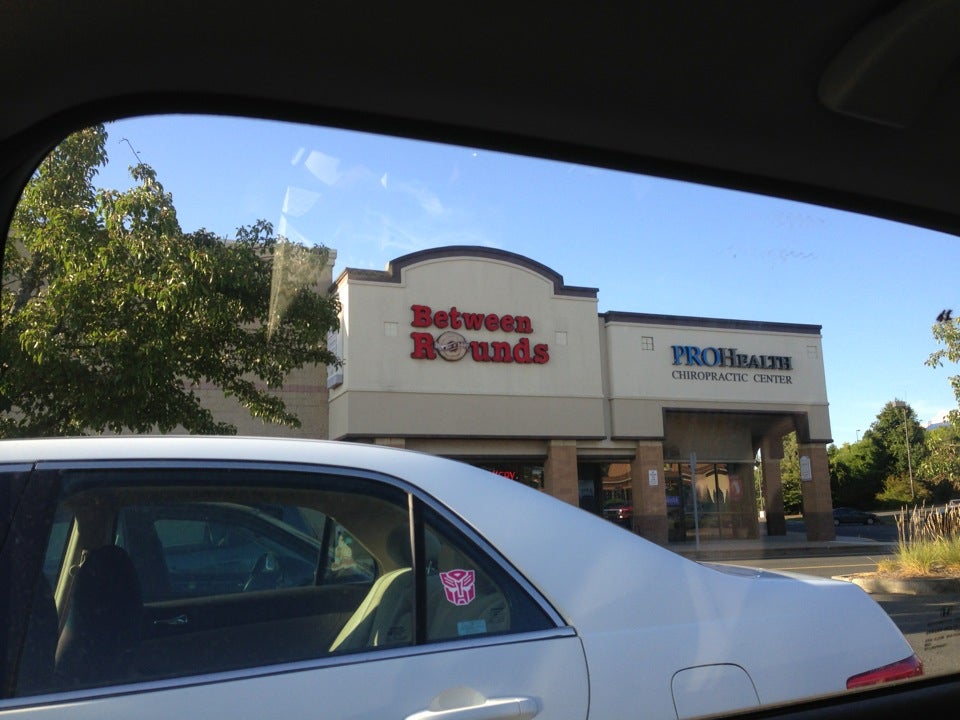 Between
Rounds
PROHEALTH
CHIROPRACTIC CENTER